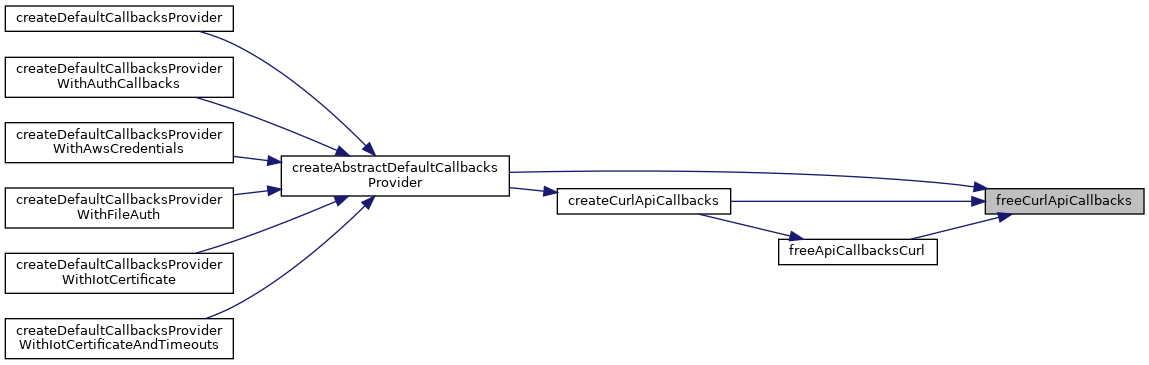 createDefaultCallbacksProvider
createDefaultCallbacksProvider
WithAuthCallbacks
createDefaultCallbacksProvider
WithAwsCredentials
createDefaultCallbacksProvider
WithFileAuth
createDefaultCallbacksProvider
WithIotCertificate
createDefaultCallbacksProvider
WithIotCertificateAndTimeouts
createAbstractDefaultCallbacks
Provider
createCurlApiCallbacks
freeApiCallbacksCurl
freeCurlApiCallbacks